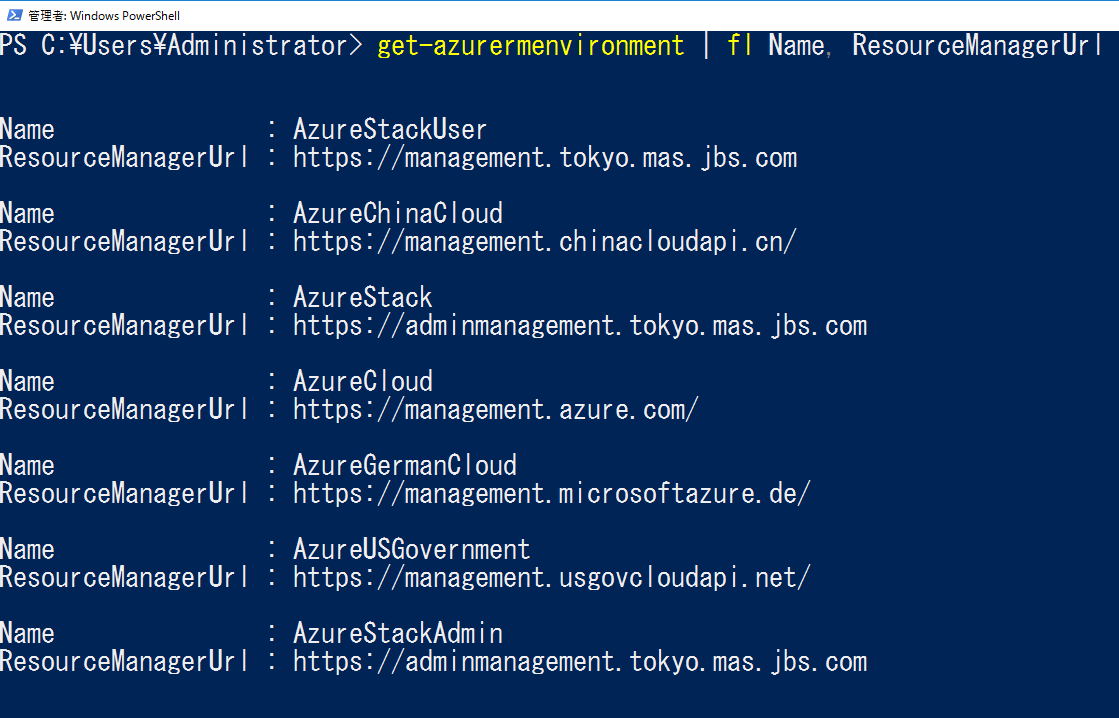 管理者: Windows PowerShell
PS C:¥Users¥Administrator> get-azurermenvironment | fl Name, ResourceManagerUrl
Name : AzureStackUser
ResourceManagerUrl : https://management.tokyo.mas.jbs.com
Name : AzureChinaCloud
ResourceManagerUrl : https://management.chinacloudapi.cn/
Name : AzureStack
ResourceManagerUrl : https://adminmanagement.tokyo.mas.jbs.com
Name : AzureCloud
ResourceManagerUrl : https://management.azure.com/
Name : AzureGermanCloud
ResourceManagerUrl : https://management.microsoftazure.de/
Name : AzureUSGovernment
ResourceManagerUrl : https://management.usgovcloudapi.net/
Name : AzureStackAdmin
ResourceManagerUrl : https://adminmanagement.tokyo.mas.jbs.com